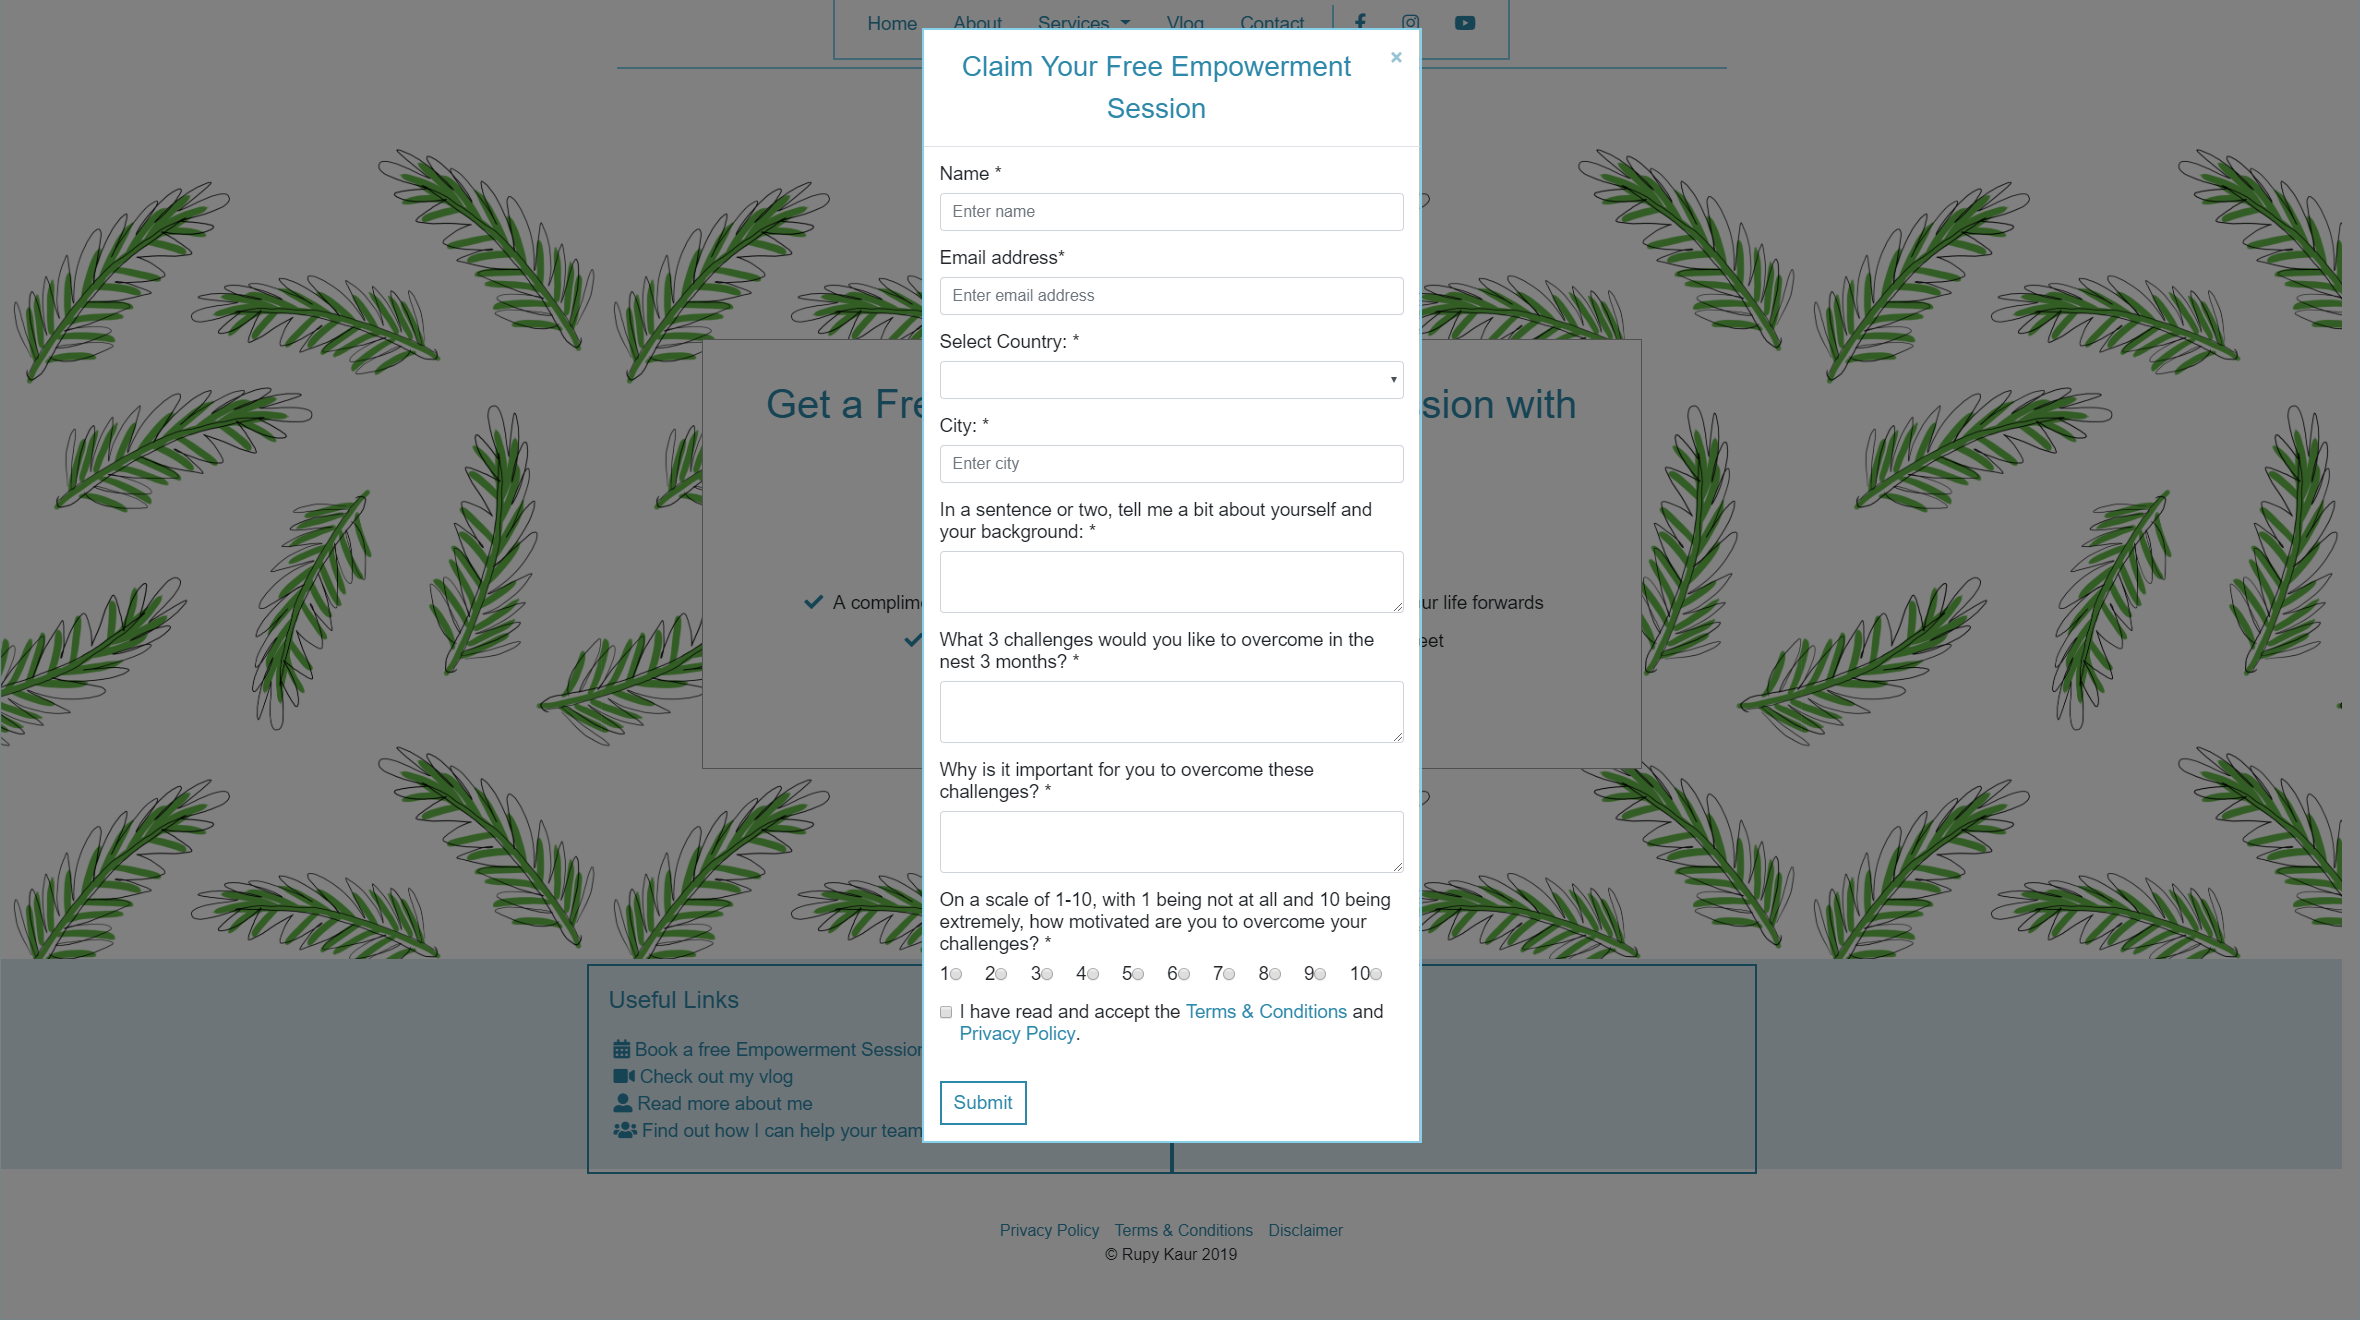 Home About Services Vlog Contact
Claim Your Free Empowerment
Session
×
Name *
Enter name
Email address*
Enter email address
Select Country: *
City: *
Enter city
In a sentence or two, tell me a bit about yourself and
your background: *
What 3 challenges would you like to overcome in the
nest 3 months? *
Why is it important for you to overcome these
challenges? *
On a scale of 1-10, with 1 being not at all and 10 being
extremely, how motivated are you to overcome your
challenges? *
1 2 3 4 5 6 7 8 9 10
I have read and accept the Terms & Conditions and
Privacy Policy.
Submit
Get a with
life forwards
A
Useful Links
Book a free Empowerment Session
Check out my vlog
Read more about me
Find out how I can help your team
Privacy Policy Terms & Conditions Disclaimer
© Rupy Kaur 2019